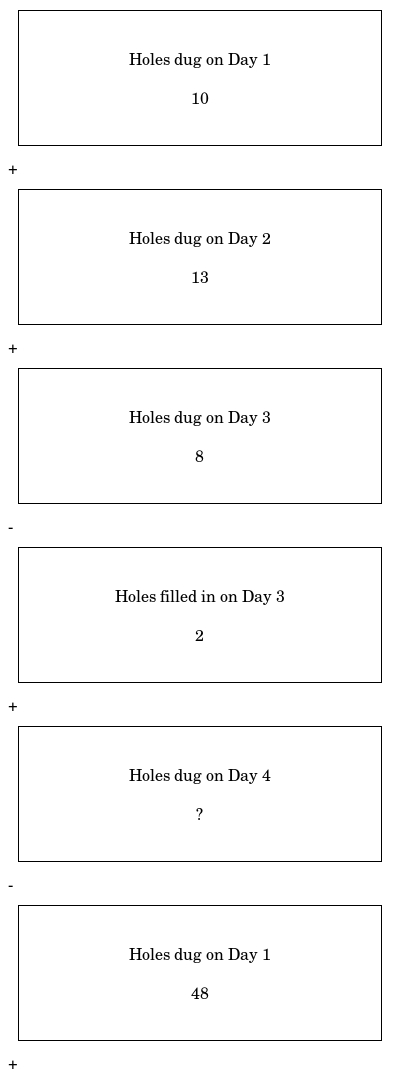 Holes dug on Day 1
10
+
Holes dug on Day 2
13
+
Holes dug on Day 3
8
-
Holes filled in on Day 3
2
+
Holes dug on Day 4
?
-
Holes dug on Day 1
48
+